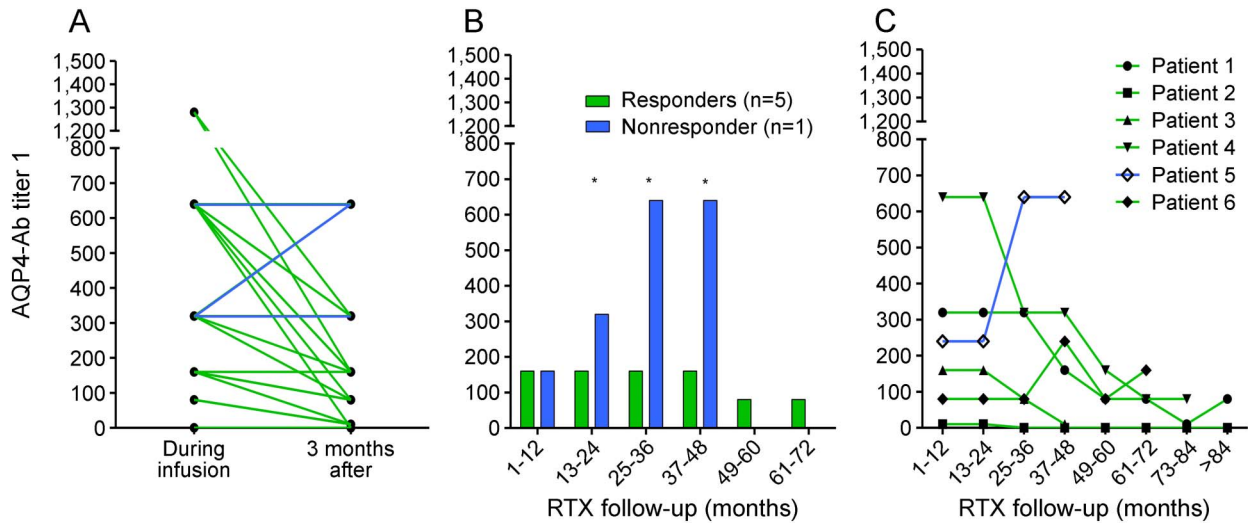 A
1,500
1,400
1,300
1,200
700
600
500
400
300
200
100
0
AQP4-Ab titer 1
During
infusion
3 months
after
B
1,500
1,400
1,300
1,200
800
700
600
500
400
300
200
100
0
Responders (n=5)
Nonresponder (n=1)
* * *
1-12 13-24 25-36 37-48 49-60 61-72
RTX follow-up (months)
C
1,500
1,400
1,300
1,200
800
700
600
500
400
300
200
100
0
Patient 1
Patient 2
Patient 3
Patient 4
Patient 5
Patient 6
1-12 13-24 25-36 37-48 49-60 61-72 73-84 >84
RTX follow-up (months)